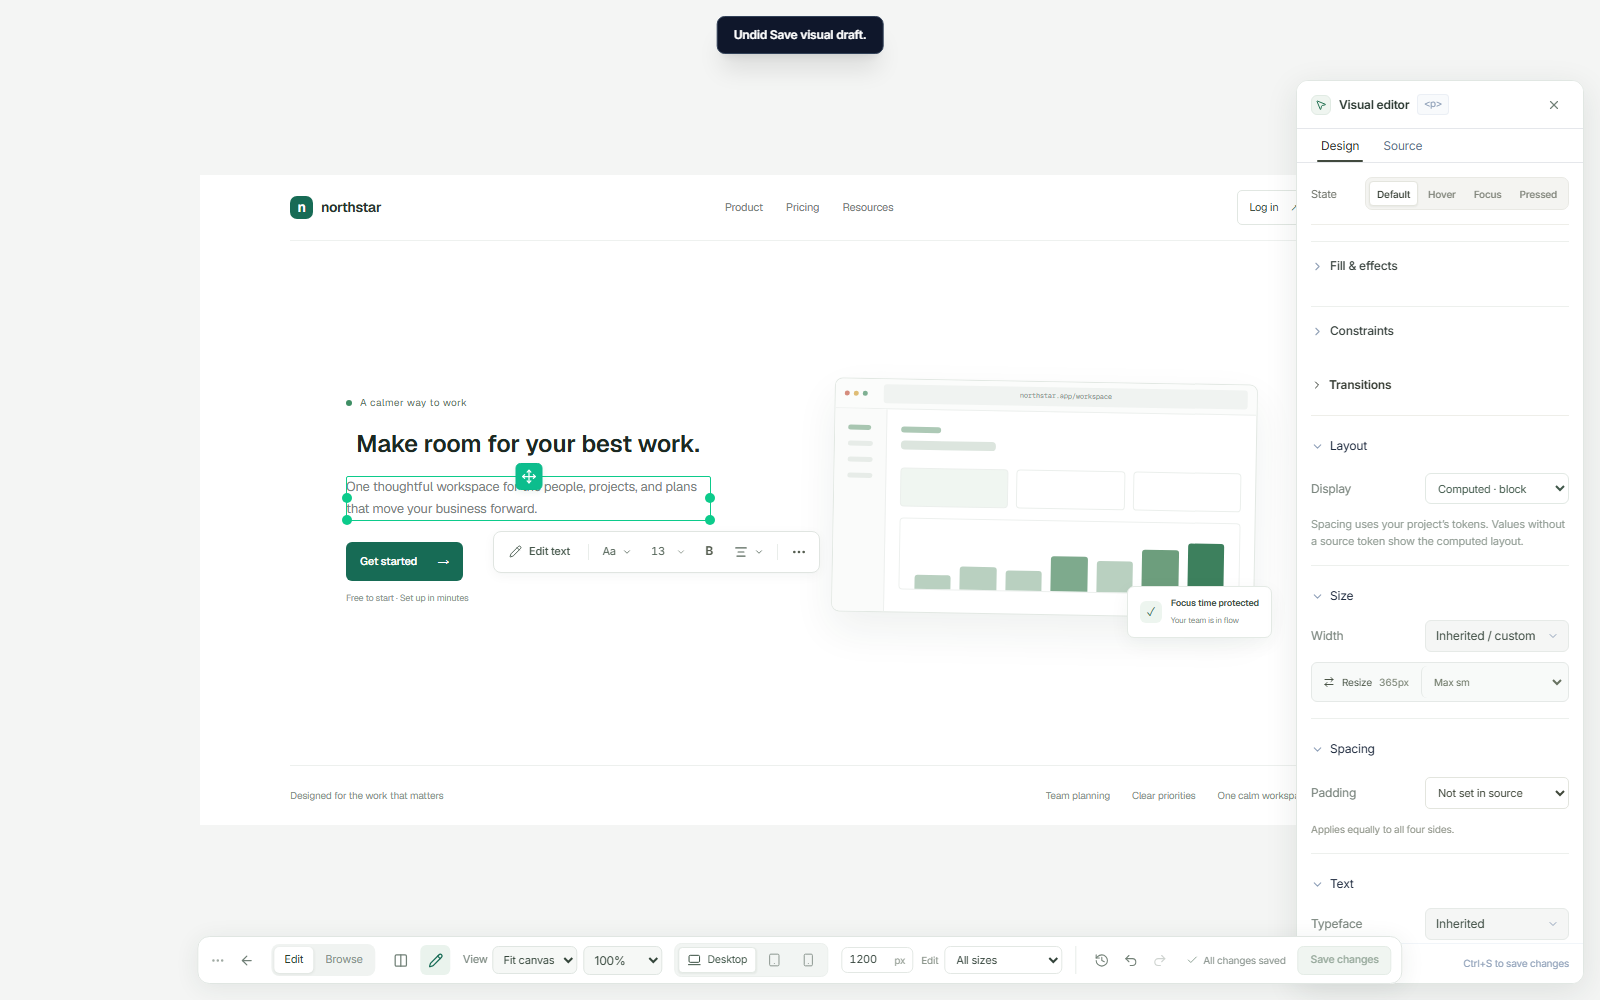 Undid Save visual draft.
Visual editor <p>
Design Source
State Default Hover Focus Pressed
Fill & effects
Constraints
Transitions
Layout
Display Computed · block
Spacing uses your project's tokens. Values without
a source token show the computed layout.
Size
Width Inherited / custom
Resize 365px Max sm
Spacing
Padding Not set in source
Applies equally to all four sides.
Text
Typeface Inherited
Ctrl+S to save changes
n northstar
Product Pricing Resources
Log in
A calmer way to work
Make room for your best work.
One thoughtful workspace for people, projects, and plans
that move your business forward.
Edit text Aa 13 B
Get started →
Free to start · Set up in minutes
northstar.app/workspace
Focus time protected
Your team is in flow
Designed for the work that matters
Team planning Clear priorities One calm workspa
Edit Browse View Fit canvas 100% Desktop 1200 px Edit All sizes All changes saved Save changes